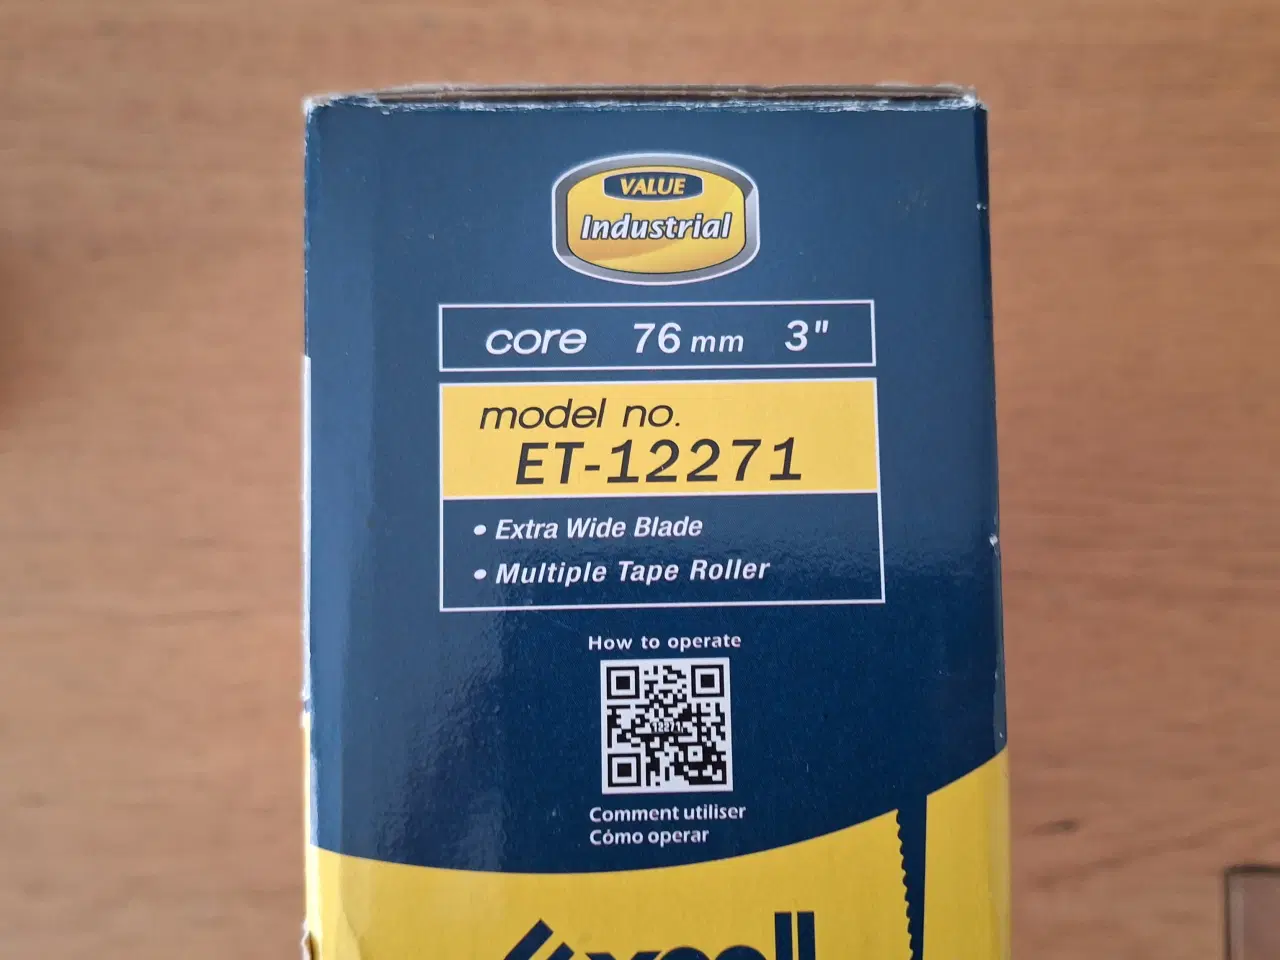 VALUE
Industrial
core 76 mm 3"
model no.
ET-12271
• Extra Wide Blade
• Multiple Tape Roller
How to operate
12271
Comment utiliser
Cómo operar